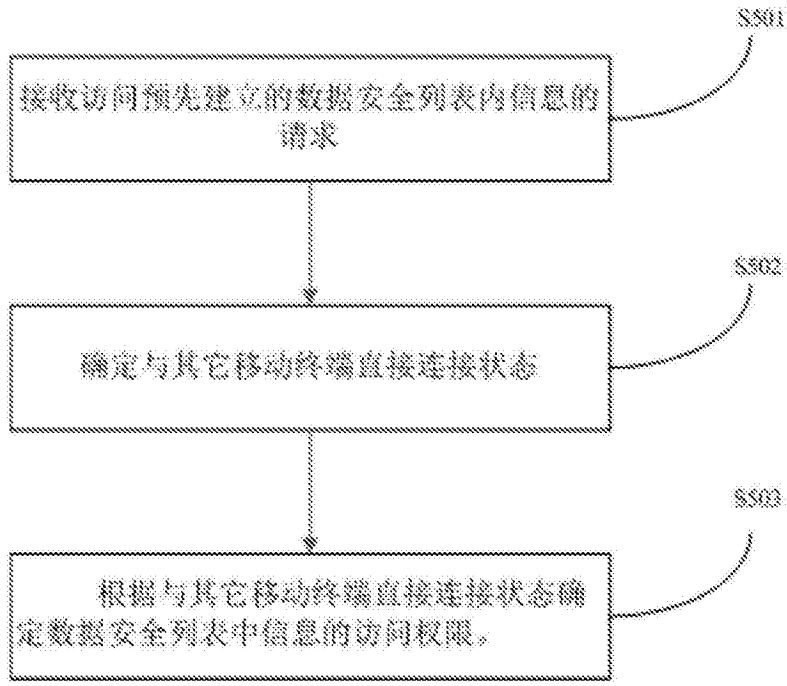 S501
接收访问预先建立的数据安全列表内信息的
请求
S502
确定与其它移动终端直接连接状态
S503
根据与其它移动终端直接连接状态确
定数据安全列表中信息的访问权限。